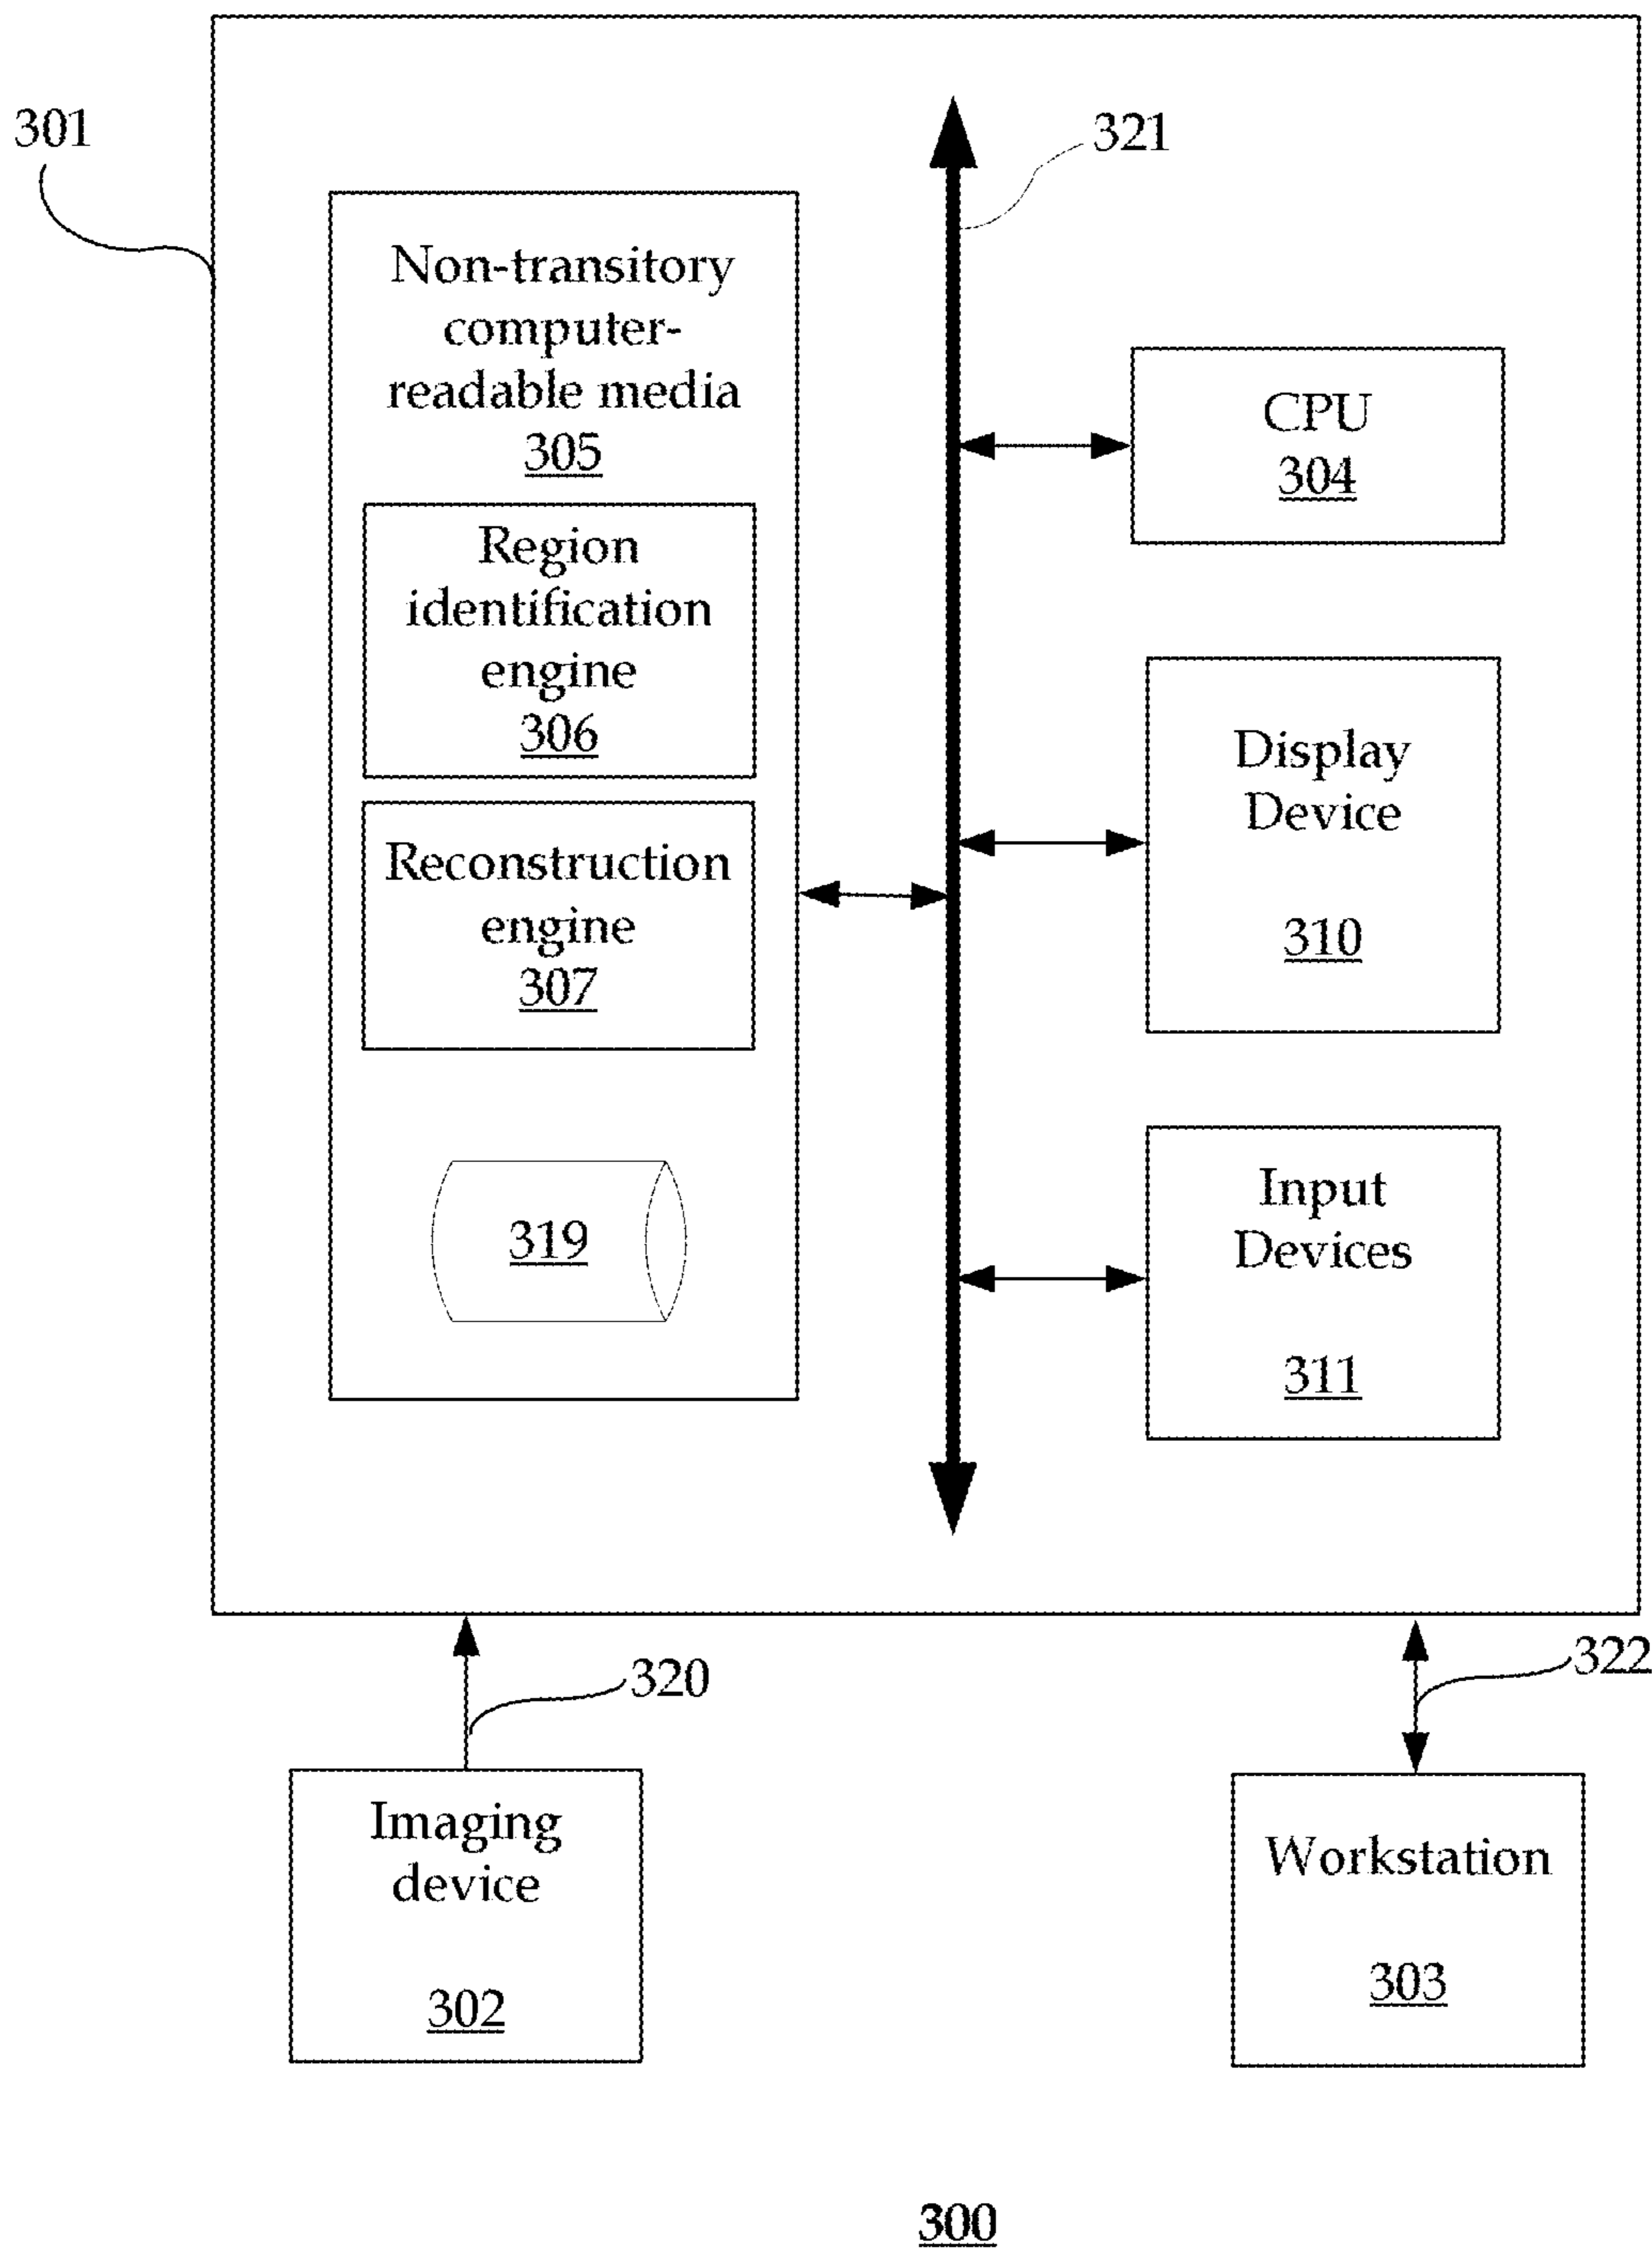 301
321
Non-transitory
computer-
readable media
305
Region
identification
engine
306
Reconstruction
engine
307
319
CPU
304
Display
Device
310
Input
Devices
311
320
322
Imaging
device
302
Workstation
303
300